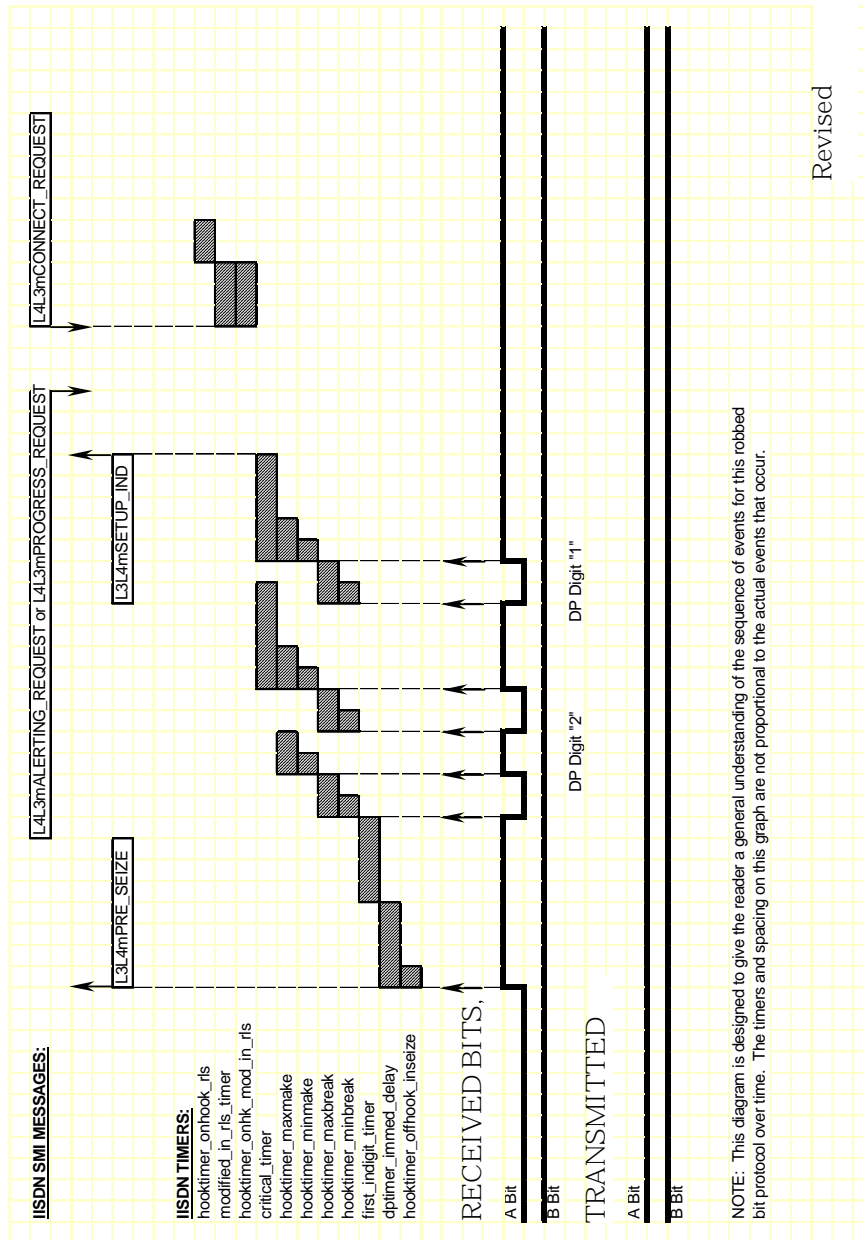 IISDN SMI MESSAGES:
L4L3mALERTING_REQUEST or L4L3mPROGRESS_REQUEST
L4L3mCONNECT_REQUEST
L3L4mPRE_SEIZE
L3L4mSETUP_IND
IISDN TIMERS:
hooktimer_onhook_rls
modified_in_rls_timer
hooktimer_onhk_mod_in_rls
critical_timer
hooktimer_maxmake
hooktimer_minmake
hooktimer_maxbreak
hooktimer_minbreak
first_indigit_timer
dptimer_immed_delay
hooktimer_offhook_inseize
RECEIVED BITS,
A Bit
B Bit
DP Digit "2"
DP Digit "1"
TRANSMITTED
A Bit
B Bit
NOTE: This diagram is designed to give the reader a general understanding of the sequence of events for this robbed
bit protocol over time. The timers and spacing on this graph are not proportional to the actual events that occur.
Revised